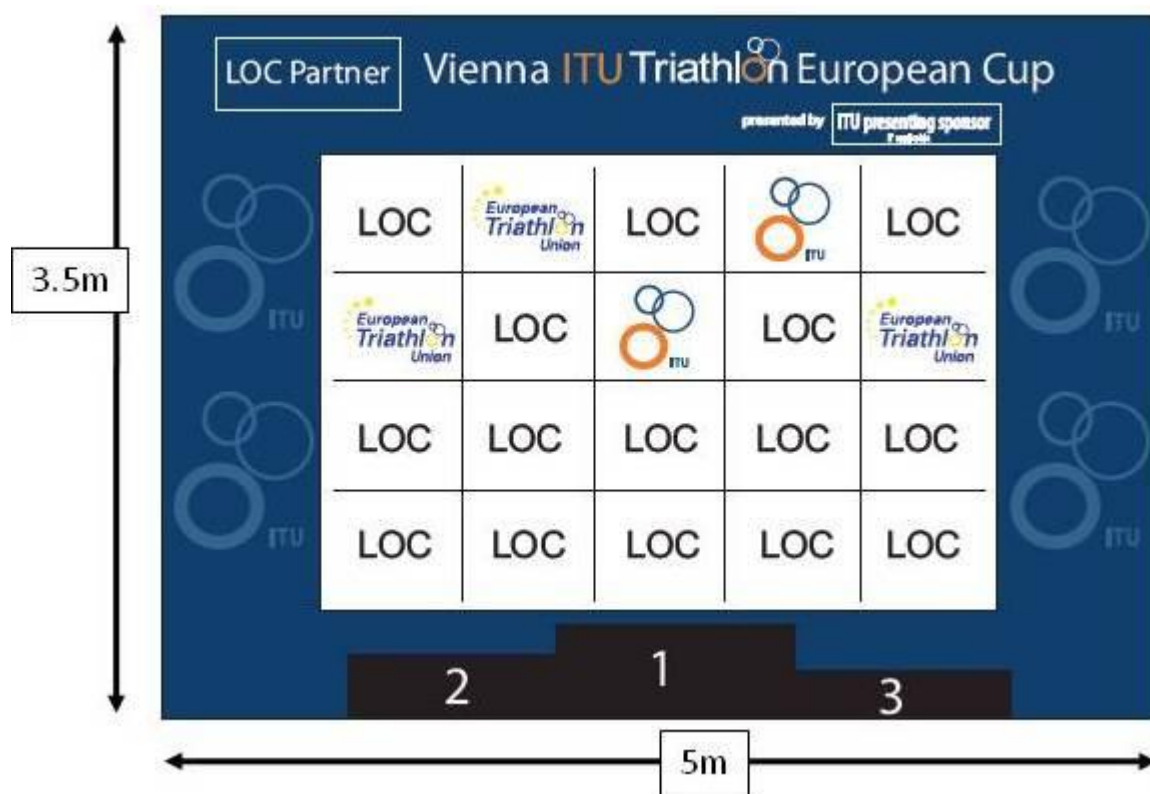 LOC Partner
Vienna ITU Triathlon European Cup
presented by ITU presenting sponsor
LOC European Triathlon Union LOC ITU LOC
3.5m
European Triathlon Union LOC ITU LOC European Triathlon Union
LOC LOC LOC LOC LOC
LOC LOC LOC LOC LOC
ITU ITU
ITU ITU
2 1 3
5m